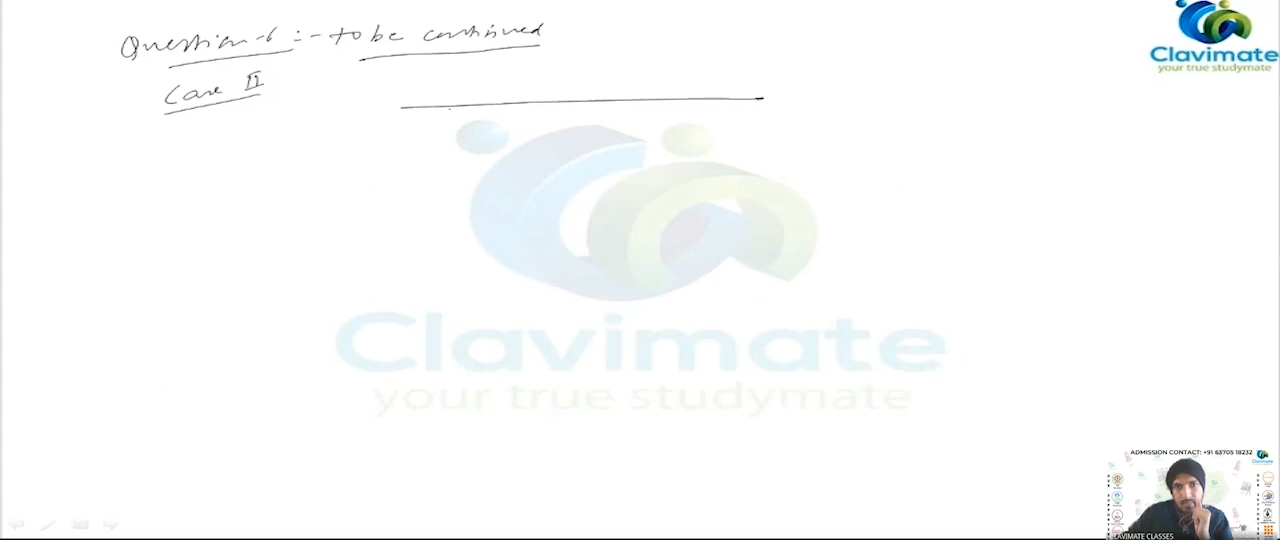 Question-6 :- to be continued
Case II
Clavimate
your true studymate
Clavimate
your true studymate
ADMISSION CONTACT: +91 63705 18232
Clavimate
CLAVIMATE CLASSES